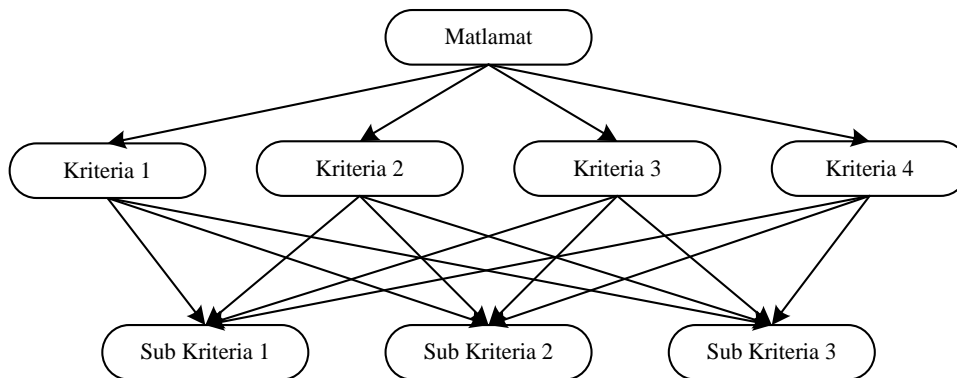 Matlamat
Kriteria 1
Kriteria 2
Kriteria 3
Kriteria 4
Sub Kriteria 1
Sub Kriteria 2
Sub Kriteria 3